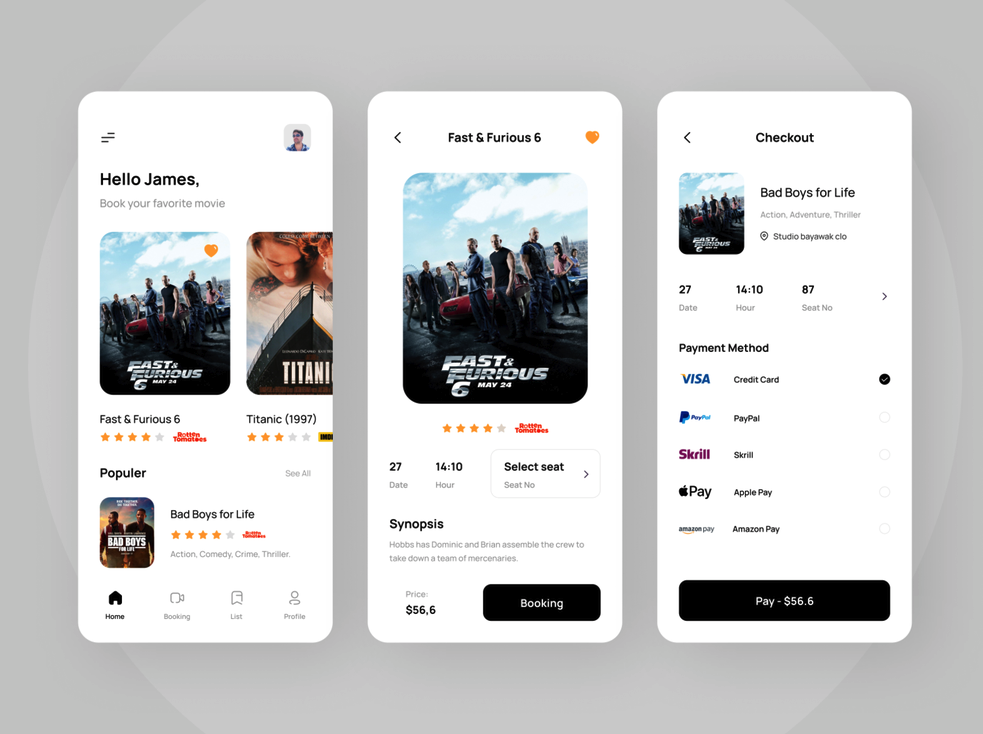 Hello James,
Book your favorite movie
FAST & FURIOUS 6
MAY 24
LEONARDO DICAPRIO
TITANI
Fast & Furious 6
Rotten Tomatoes
Titanic (1997)
IMD
Populer
See All
BAD BOYS
FOR LIFE
Bad Boys for Life
Rotten Tomatoes
Action, Comedy, Crime, Thriller.
Home
Booking
List
Profile
Fast & Furious 6
FAST & FURIOUS 6
MAY 24
Rotten Tomatoes
27
Date
14:10
Hour
Select seat
Seat No
Synopsis
Hobbs has Dominic and Brian assemble the crew to
take down a team of mercenaries.
Price:
$56,6
Booking
Checkout
FAST & FURIOUS 6
MAY 24
Bad Boys for Life
Action, Adventure, Thriller
Studio bayawak clo
27
Date
14:10
Hour
87
Seat No
Payment Method
VISA
Credit Card
PayPal
PayPal
Skrill
Skrill
Pay
Apple Pay
amazon pay
Amazon Pay
Pay - $56.6